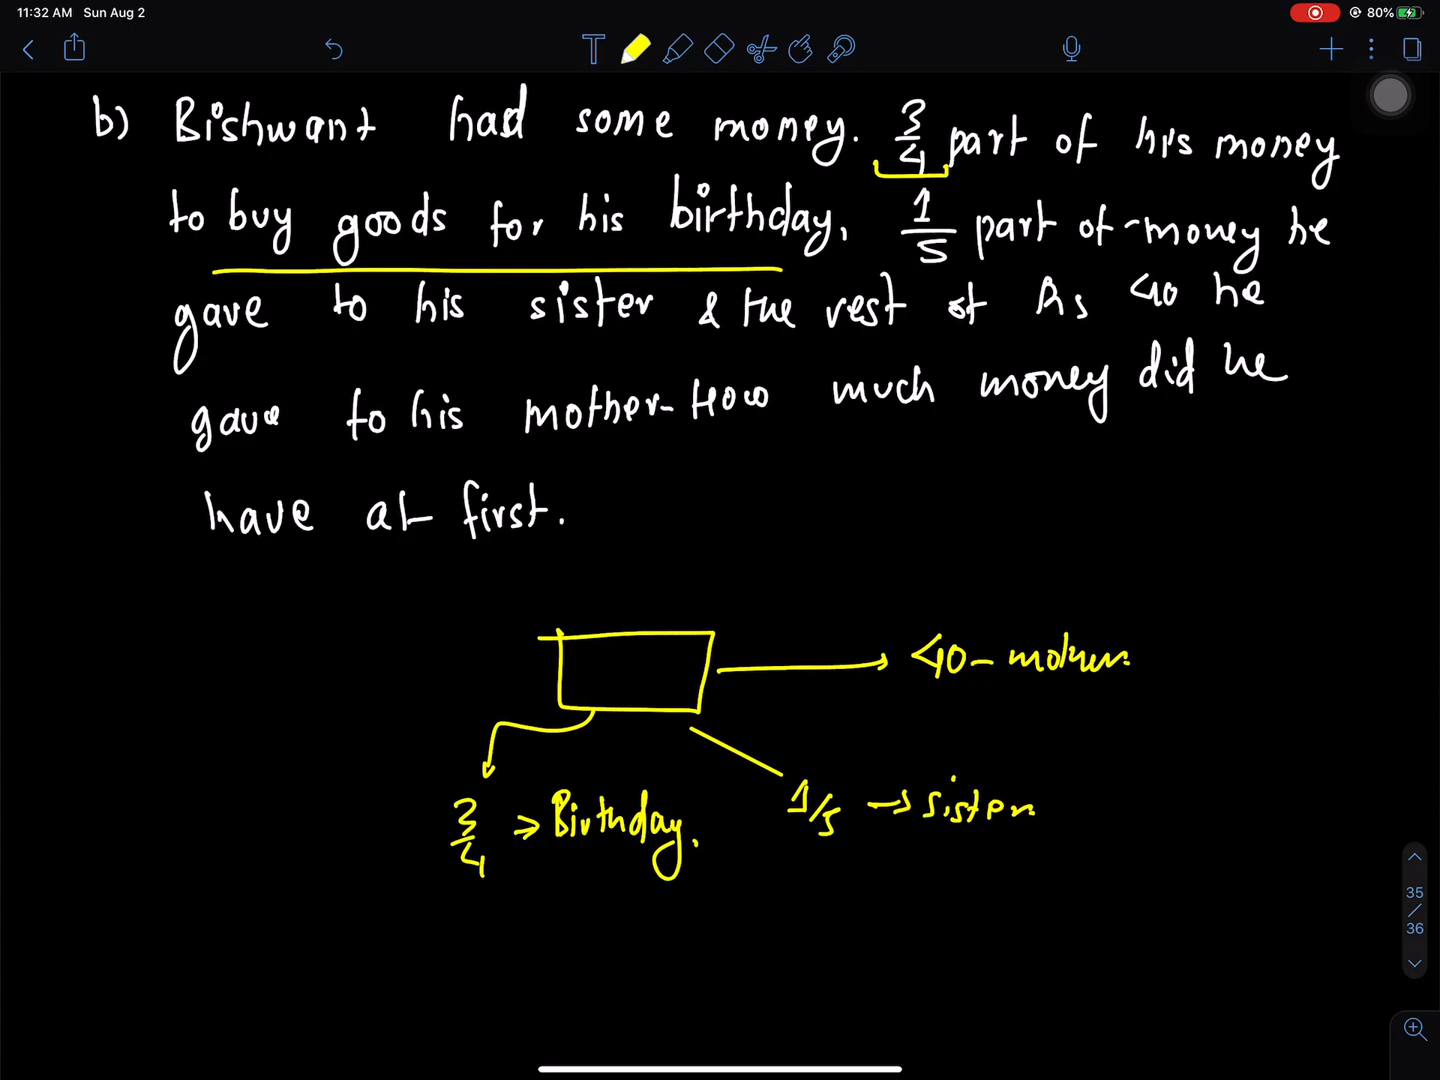 11:32 AM Sun Aug 2
80%
b) Bishwant had some money. 3/4 part of his money
to buy goods for his birthday, 1/5 part of money he
gave to his sister & the rest of Rs 40 he
gave to his mother. How much money did he
have at first.
40 - mother
3/4 → Birthday.
1/5 → sister
35
/
36